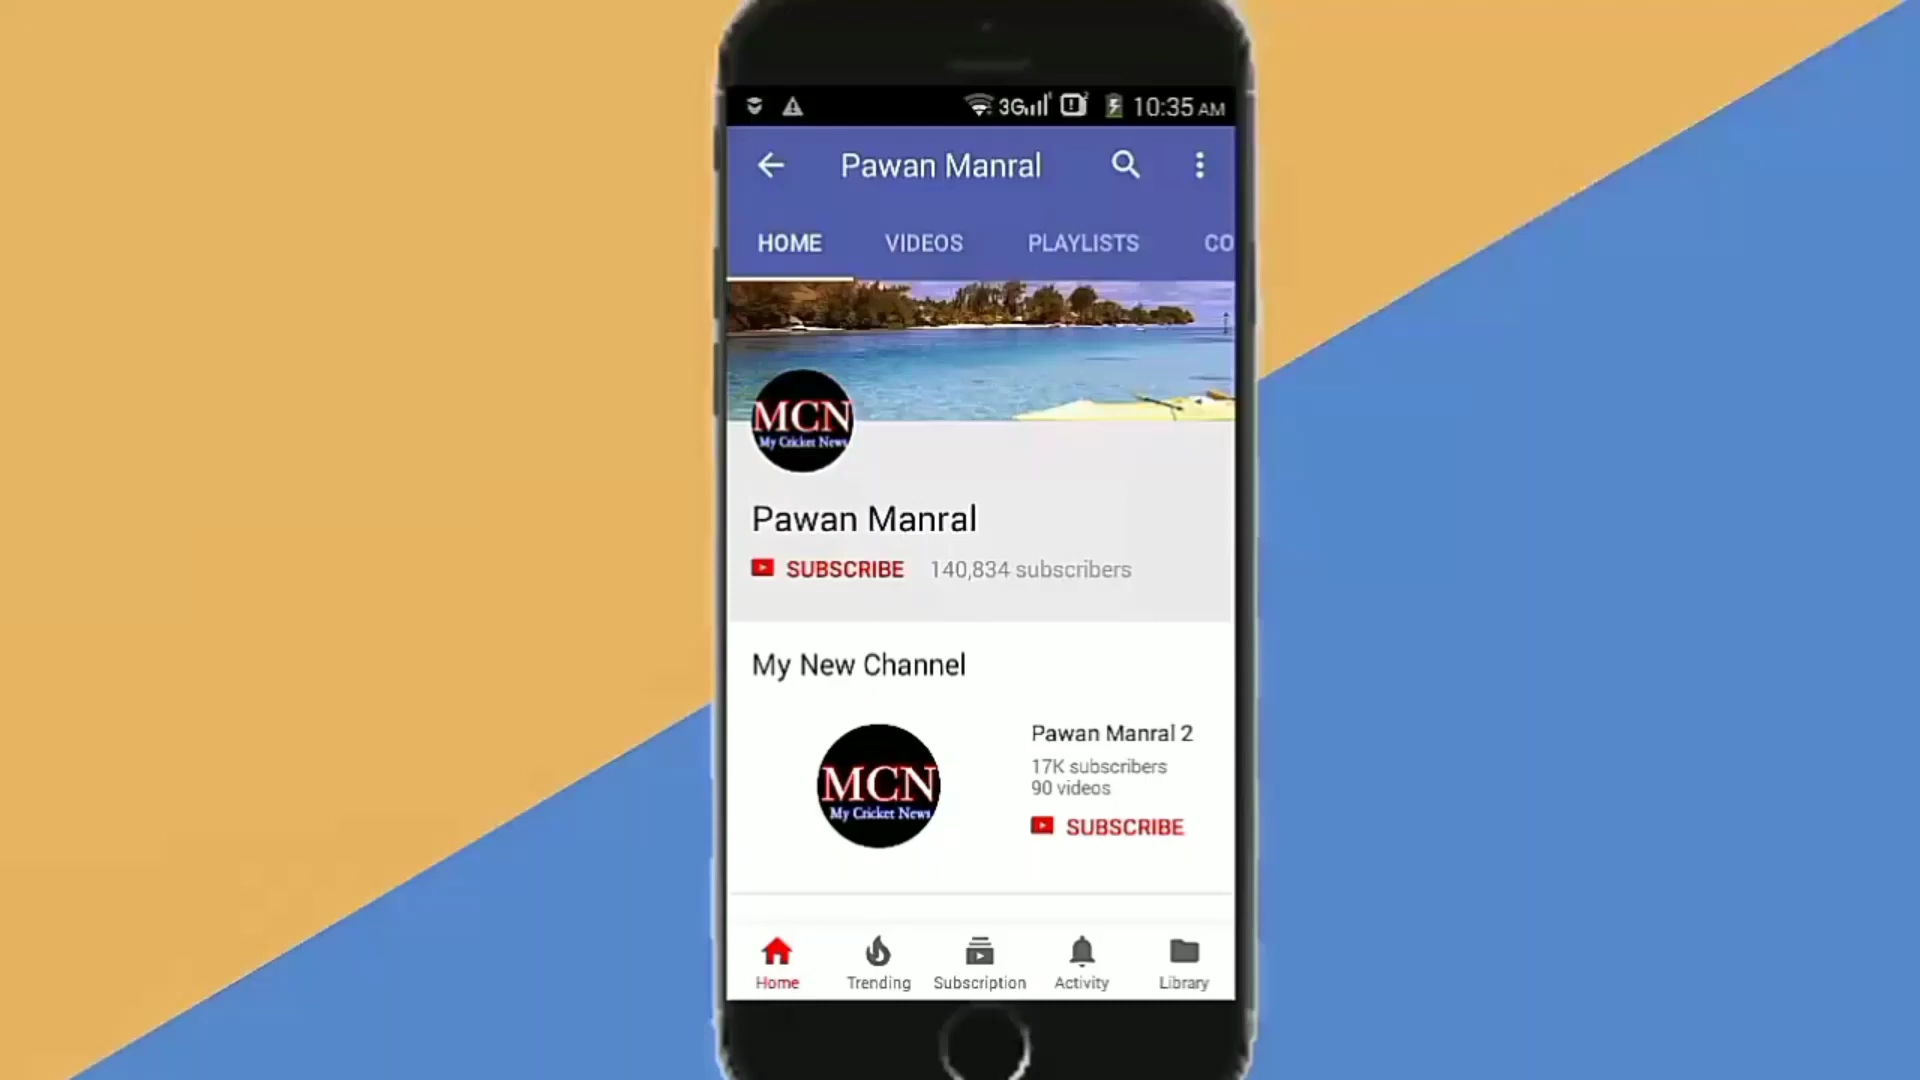 3G 10:35 AM
Pawan Manral
HOME VIDEOS PLAYLISTS CO
MCN
My Cricket News
Pawan Manral
SUBSCRIBE 140,834 subscribers
My New Channel
MCN
My Cricket News
Pawan Manral 2
17K subscribers
90 videos
SUBSCRIBE
Home Trending Subscription Activity Library